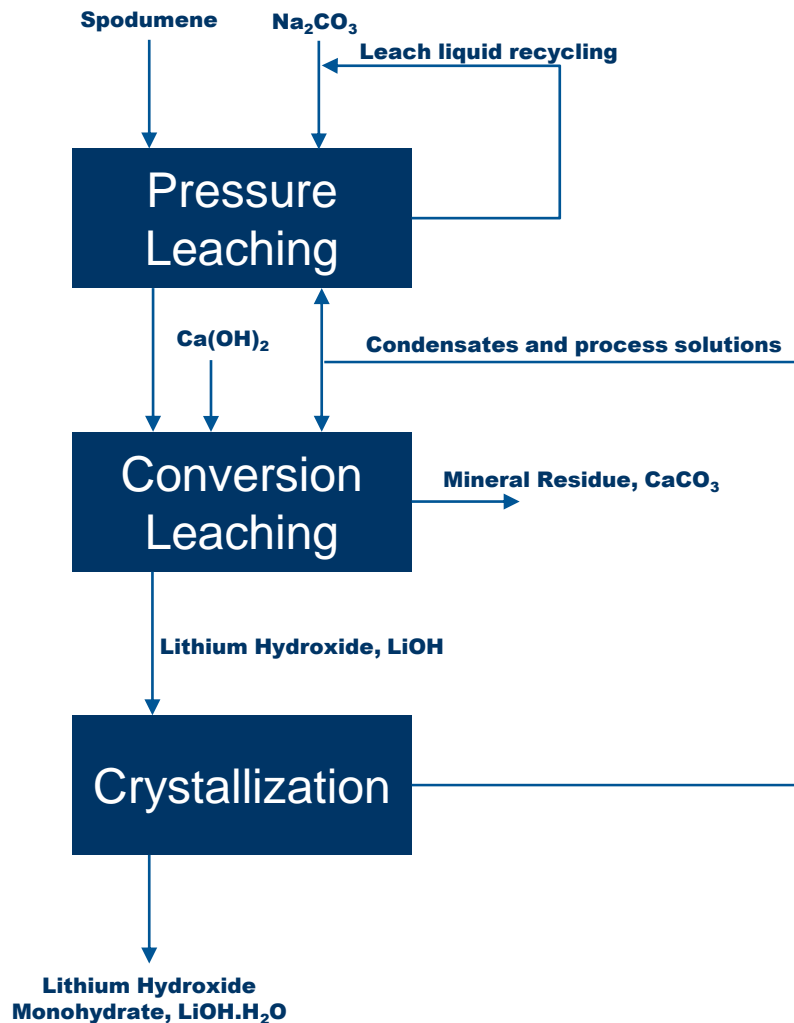 Spodumene
Na₂CO₃
Leach liquid recycling
Pressure
Leaching
Ca(OH)₂
Condensates and process solutions
Conversion
Leaching
Mineral Residue, CaCO₃
Lithium Hydroxide, LiOH
Crystallization
Lithium Hydroxide
Monohydrate, LiOH.H₂O